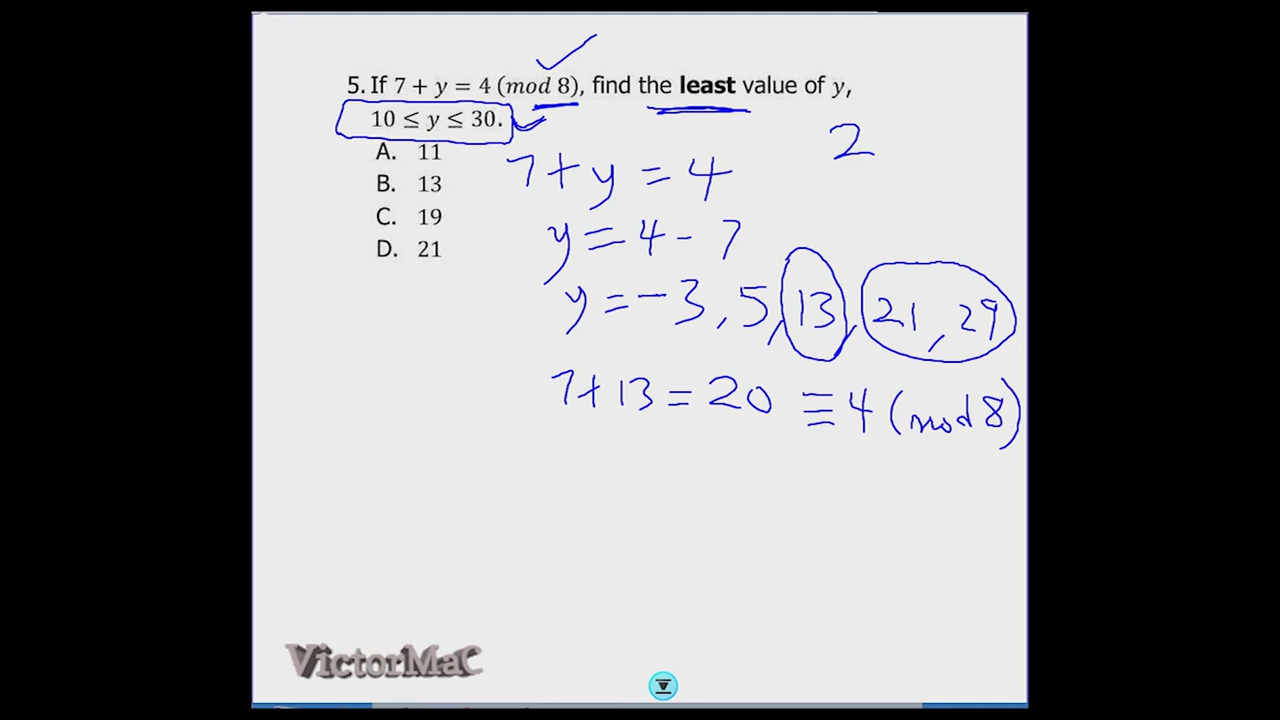 5. If 7 + y = 4 (mod 8), find the least value of y,
10 ≤ y ≤ 30.
2
A. 11
7 + y = 4
B. 13
C. 19
y = 4 - 7
D. 21
y = -3, 5, 13, 21, 29
7 + 13 = 20 ≡ 4 (mod 8)
VictorMaC